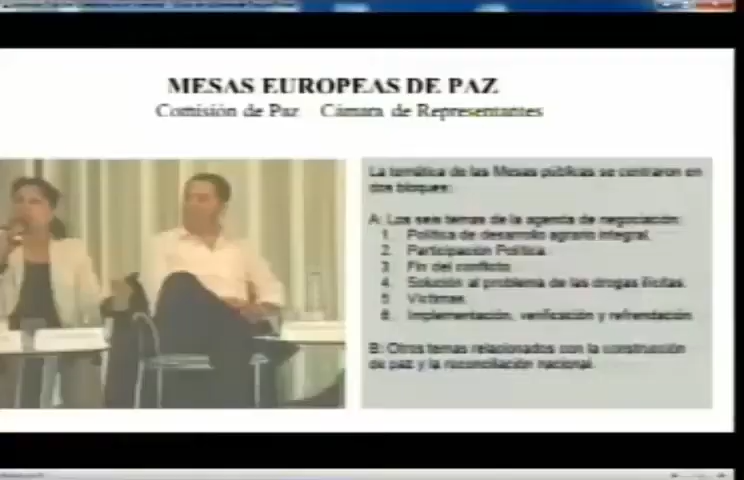 MESAS EUROPEAS DE PAZ
Comisión de Paz Cámara de Representantes
La temática de las Mesas públicas se centraron en
dos bloques:
A: Los seis temas de la agenda de negociación:
1. Política de desarrollo agrario integral.
2. Participación Política.
3. Fin del conflicto.
4. Solución al problema de las drogas ilícitas.
5. Víctimas.
6. Implementación, verificación y refrendación
B: Otros temas relacionados con la construcción
de paz y la reconciliación nacional.